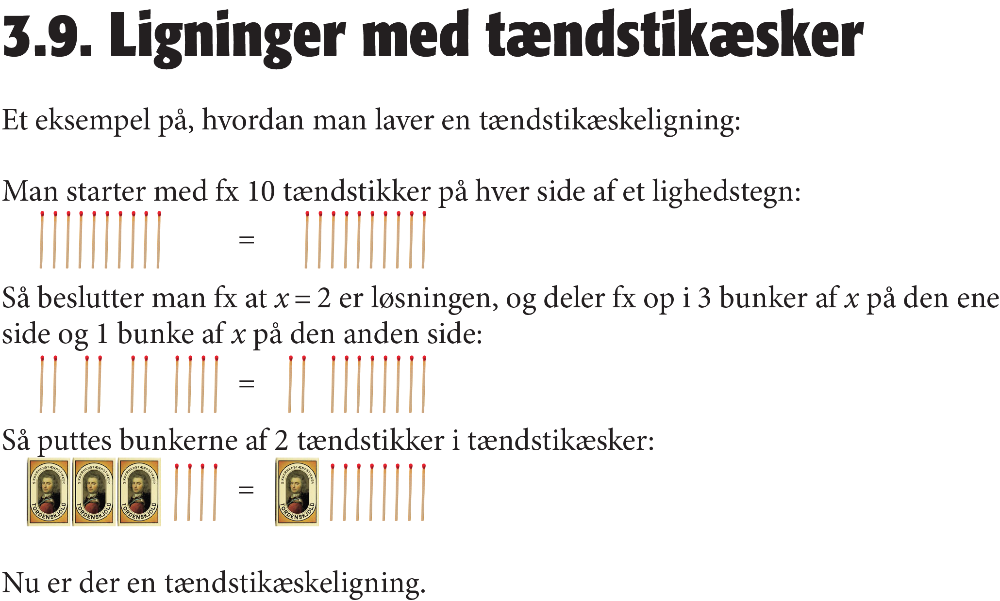 3.9. Ligninger med tændstikæsker
Et eksempel på, hvordan man laver en tændstikæskeligning:
Man starter med fx 10 tændstikker på hver side af et lighedstegn:
=
Så beslutter man fx at x = 2 er løsningen, og deler fx op i 3 bunker af x på den ene
side og 1 bunke af x på den anden side:
=
Så puttes bunkerne af 2 tændstikker i tændstikæsker:
SIKKERHEDSTÆNDSTIKKER SIKKERHEDSTÆNDSTIKKER SIKKERHEDSTÆNDSTIKKER = SIKKERHEDSTÆNDSTIKKER
TORDENSKJOLD TORDENSKJOLD TORDENSKJOLD TORDENSKJOLD
Nu er der en tændstikæskeligning.